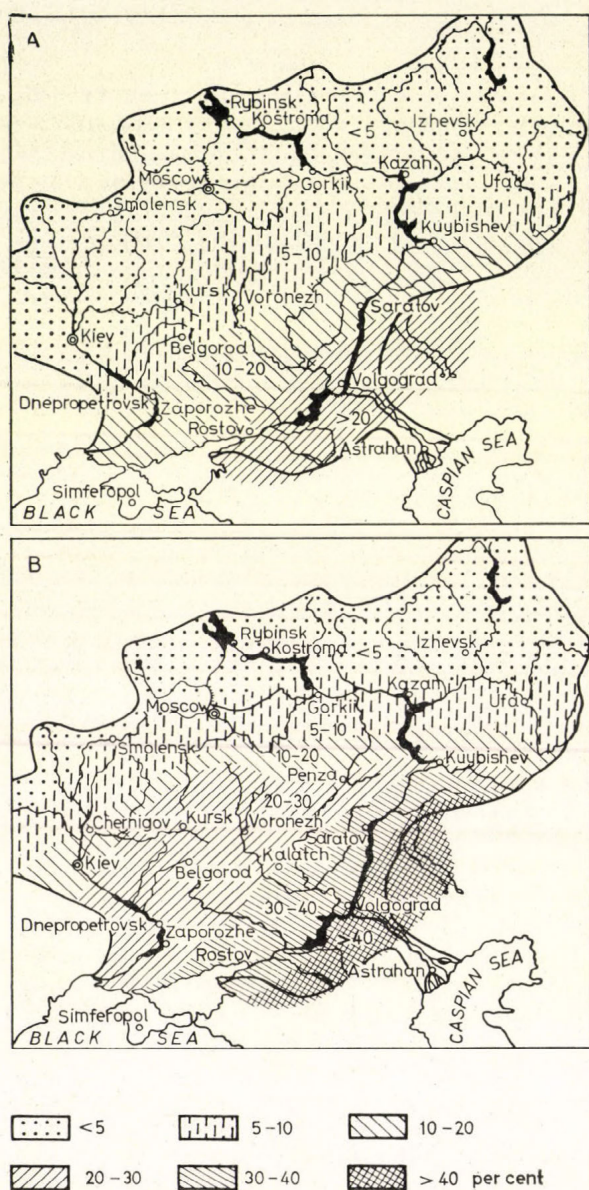 A
Rybinsk
Kostroma
< 5
Izhevsk
Kazan
Moscow
Gorkii
Ufa
Smolensk
Kuybishev
5-10
Kursk
Voronezh
Saratov
Kiev
Belgorod
10-20
Volgograd
Dnepropetrovsk
Zaporozhe
>20
Rostov
Astrahan
CASPIAN SEA
Simferopol
BLACK SEA
B
Rybinsk
Kostroma
<5
Izhevsk
Kazan
Moscow
Gorkii
Ufa
5-10
Smolensk
10-20
Kuybishev
Penza
20-30
Chernigov
Kursk
Voronezh
Saratov
Kiev
Belgorod
Kalatch
30-40
Volgograd
Dnepropetrovsk
Zaporozhe
>40
Rostov
Astrahan
CASPIAN SEA
Simferopol
BLACK SEA
<5
5-10
10-20
20-30
30-40
>40 per cent